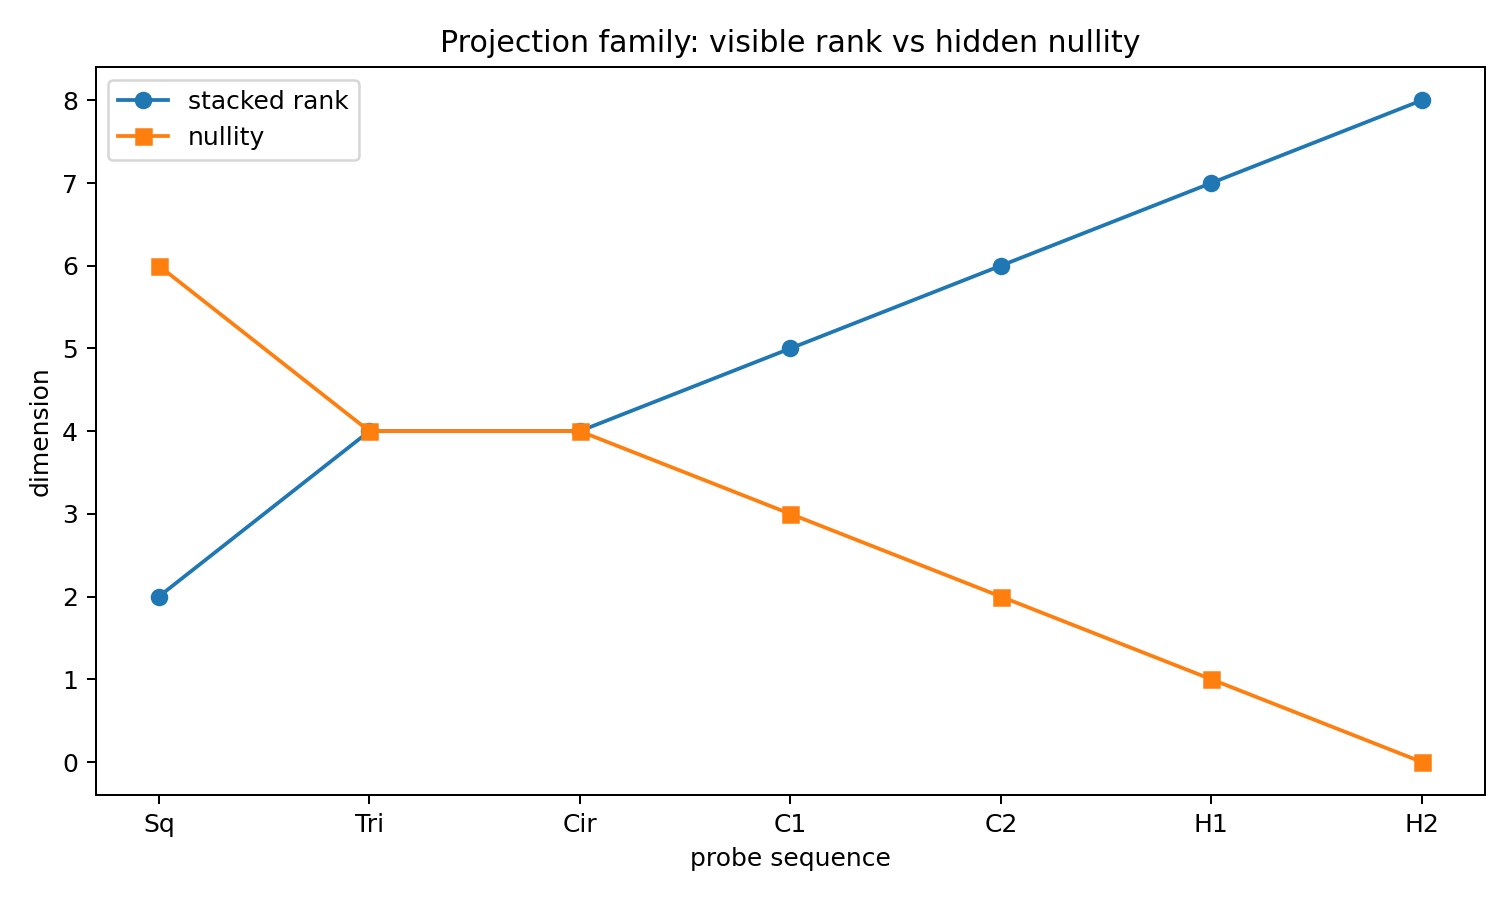 Projection family: visible rank vs hidden nullity
stacked rank
nullity
dimension
8
7
6
5
4
3
2
1
0
Sq Tri Cir C1 C2 H1 H2
probe sequence